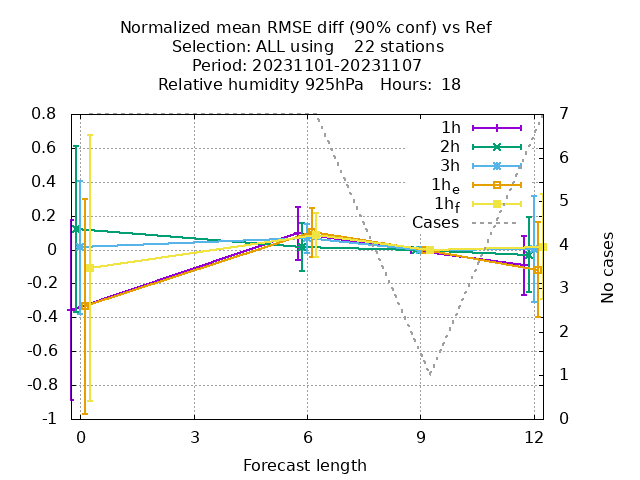 Normalized mean RMSE diff (90% conf) vs Ref
Selection: ALL using    22 stations
Period: 20231101-20231107
Relative humidity 925hPa   Hours:  18
0.8
0.6
0.4
0.2
0
-0.2
-0.4
-0.6
-0.8
-1
7
6
5
4
3
2
1
0
1h
2h
3h
1he
1hf
Cases
No cases
0
3
6
9
12
Forecast length